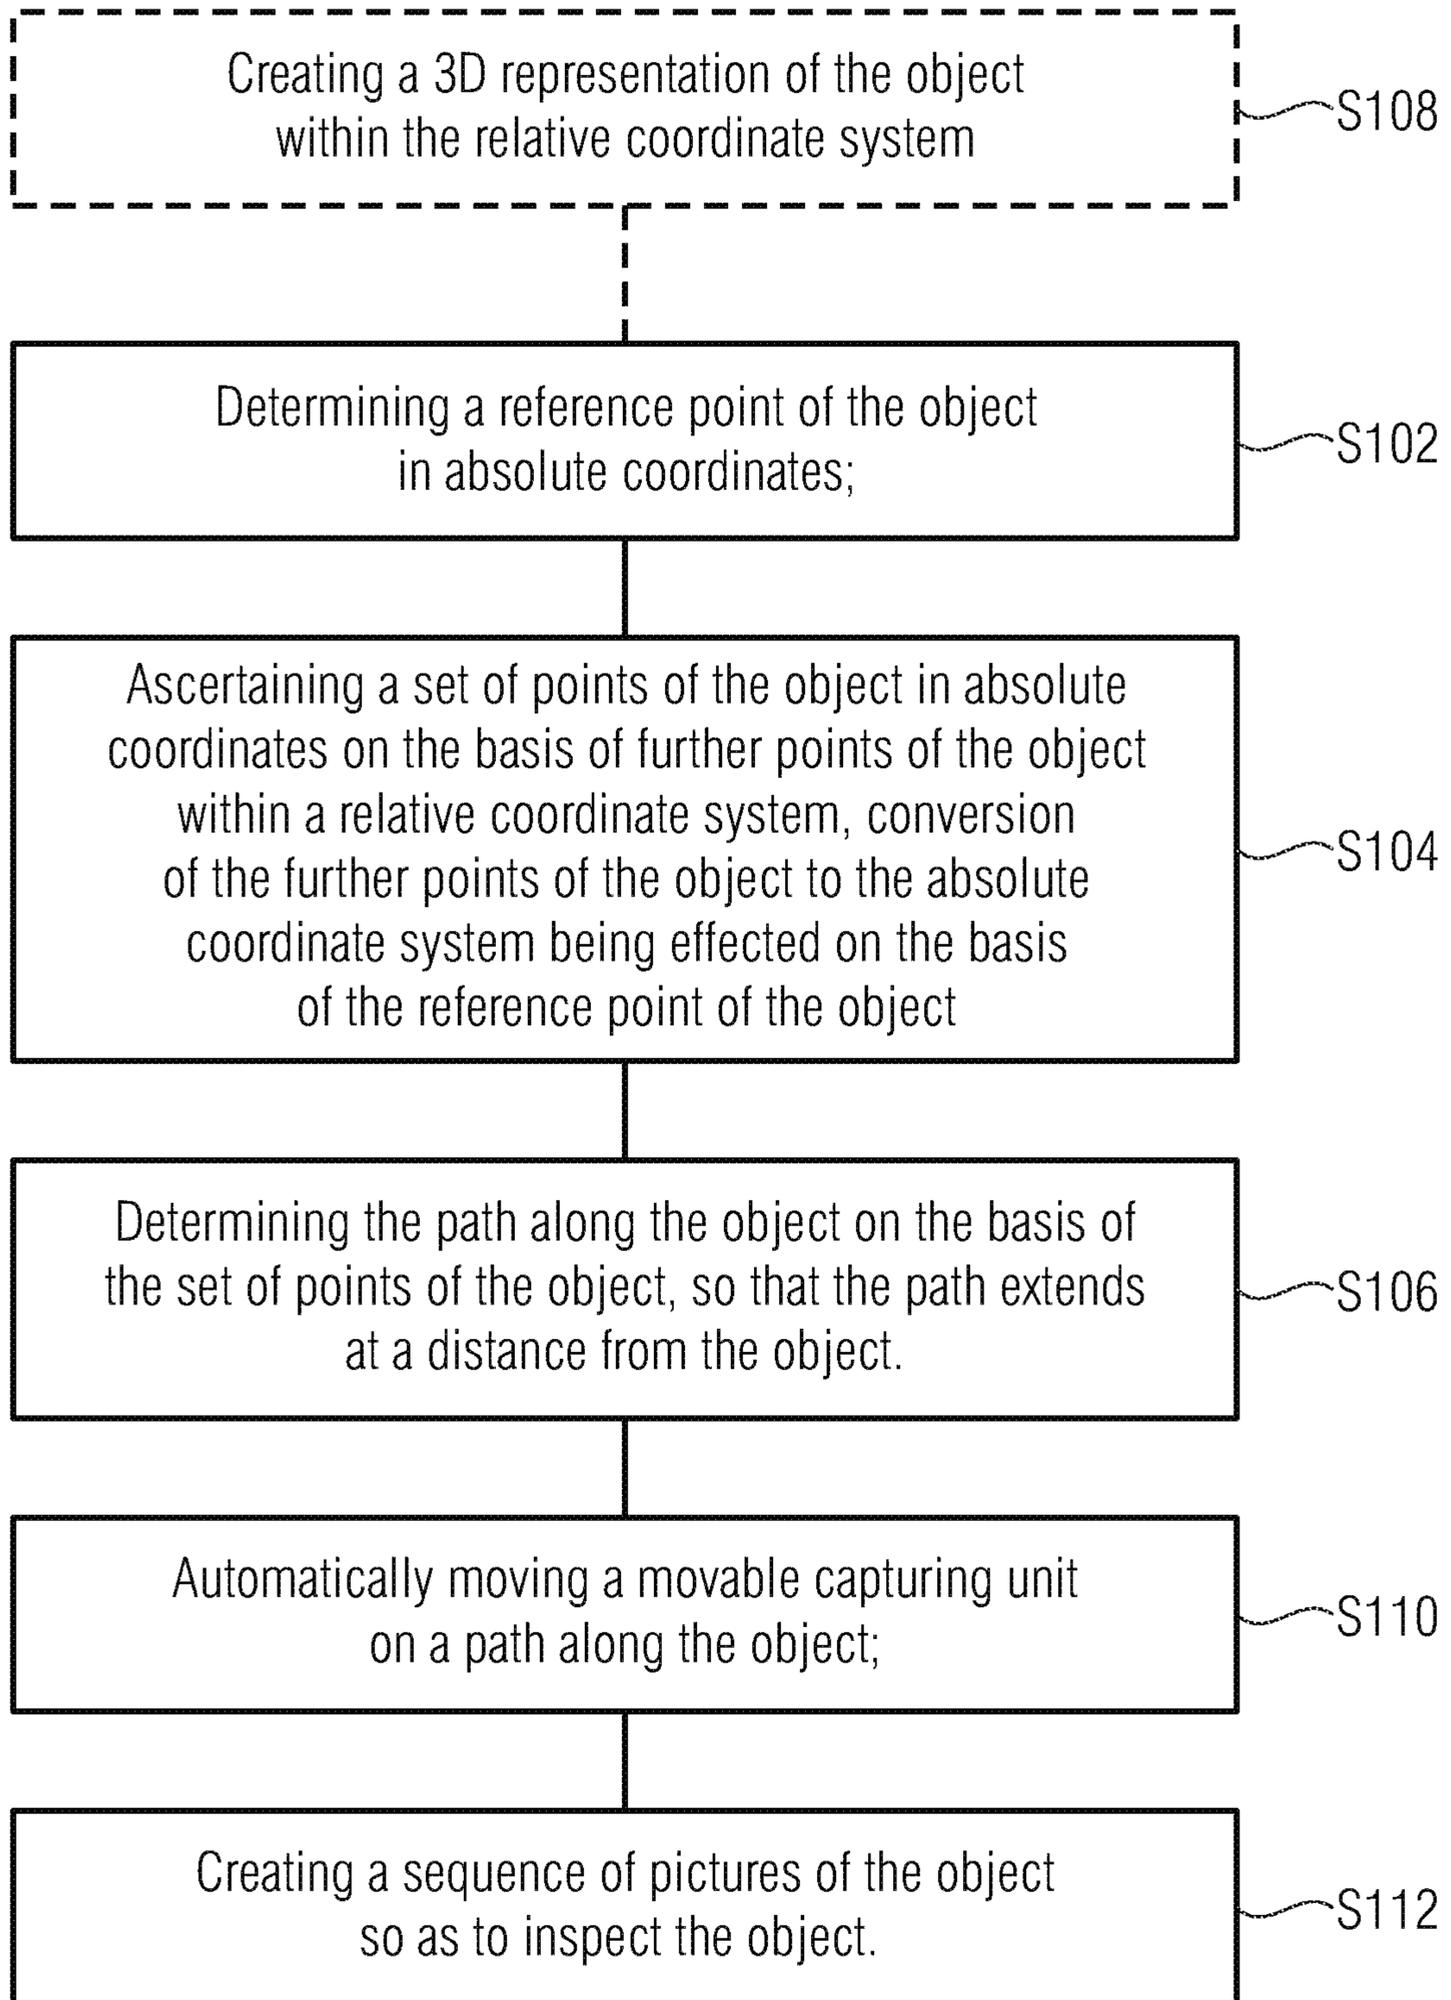 Creating a 3D representation of the object
within the relative coordinate system
S108
Determining a reference point of the object
in absolute coordinates;
S102
Ascertaining a set of points of the object in absolute
coordinates on the basis of further points of the object
within a relative coordinate system, conversion
of the further points of the object to the absolute
coordinate system being effected on the basis
of the reference point of the object
S104
Determining the path along the object on the basis of
the set of points of the object, so that the path extends
at a distance from the object.
S106
Automatically moving a movable capturing unit
on a path along the object;
S110
Creating a sequence of pictures of the object
so as to inspect the object.
S112